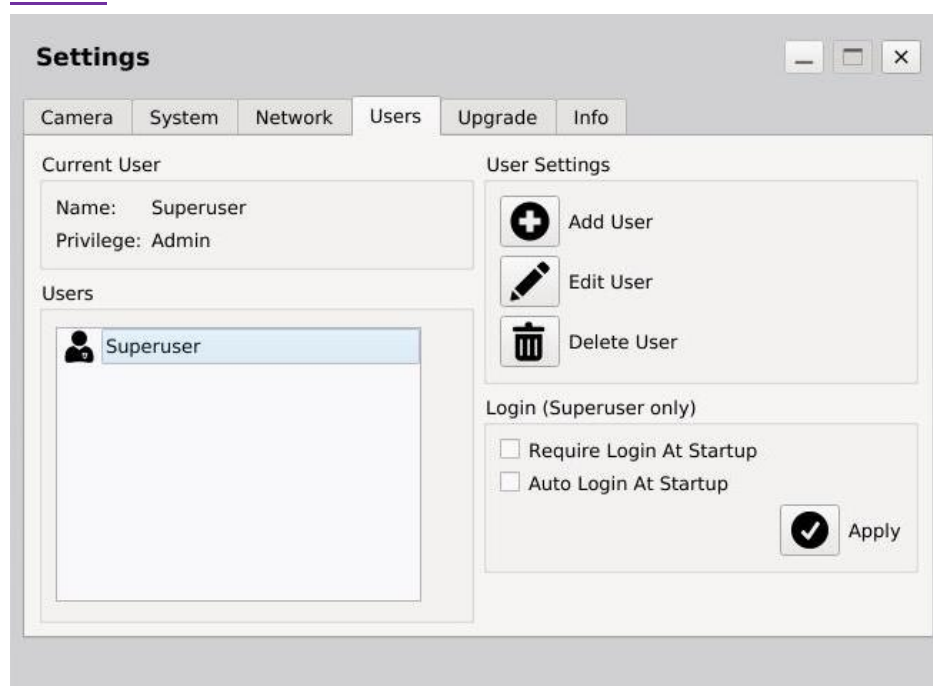 Settings
Camera System Network Users Upgrade Info
Current User
Name: Superuser
Privilege: Admin
Users
Superuser
User Settings
Add User
Edit User
Delete User
Login (Superuser only)
Require Login At Startup
Auto Login At Startup
Apply